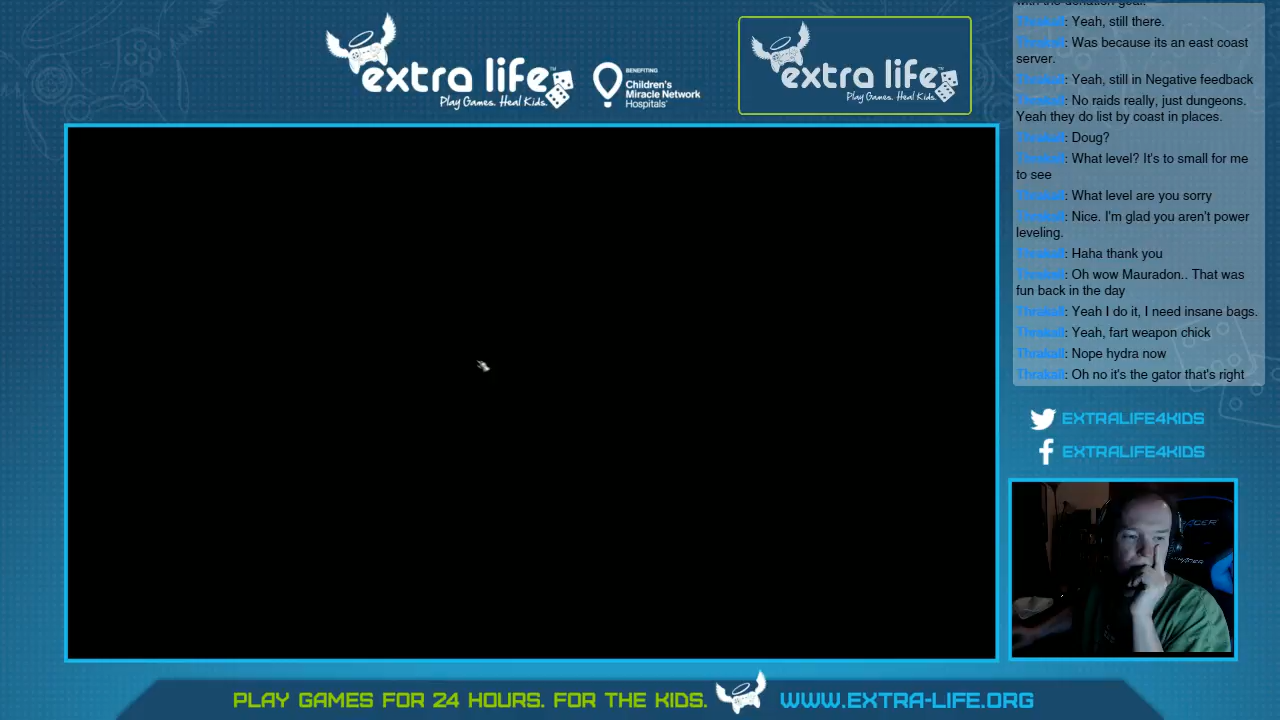 extra life™
Play Games. Heal Kids.
BENEFITING
Children's
Miracle Network
Hospitals®
extra life
Play Games. Heal Kids.
with the donation goal.
Thrakall: Yeah, still there.
Thrakall: Was because its an east coast
server.
Thrakall: Yeah, still in Negative feedback
Thrakall: No raids really, just dungeons.
Yeah they do list by coast in places.
Thrakall: Doug?
Thrakall: What level? It's to small for me
to see
Thrakall: What level are you sorry
Thrakall: Nice. I'm glad you aren't power
leveling.
Thrakall: Haha thank you
Thrakall: Oh wow Mauradon.. That was
fun back in the day
Thrakall: Yeah I do it, I need insane bags.
Thrakall: Yeah, fart weapon chick
Thrakall: Nope hydra now
Thrakall: Oh no it's the gator that's right
EXTRALIFE4KIDS
EXTRALIFE4KIDS
PLAY GAMES FOR 24 HOURS. FOR THE KIDS.
WWW.EXTRA-LIFE.ORG